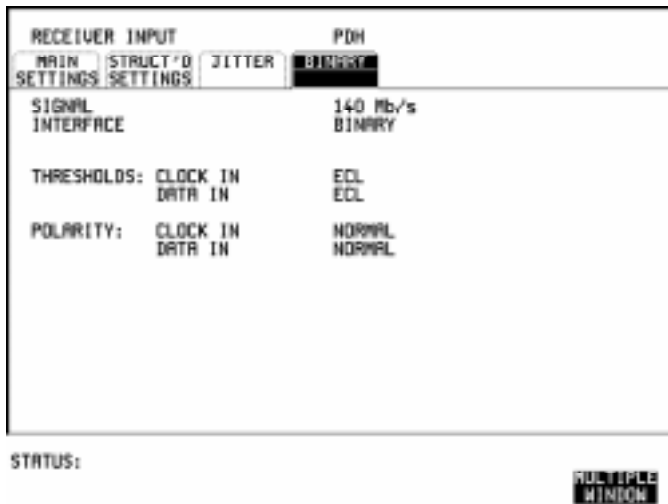 RECEIVER INPUT PDH
MAIN SETTINGS STRUCT'D SETTINGS JITTER BINARY
SIGNAL 140 Mb/s
INTERFACE BINARY
THRESHOLDS: CLOCK IN ECL
DATA IN ECL
POLARITY: CLOCK IN NORMAL
DATA IN NORMAL
STATUS:
MULTIPLE
WINDOW